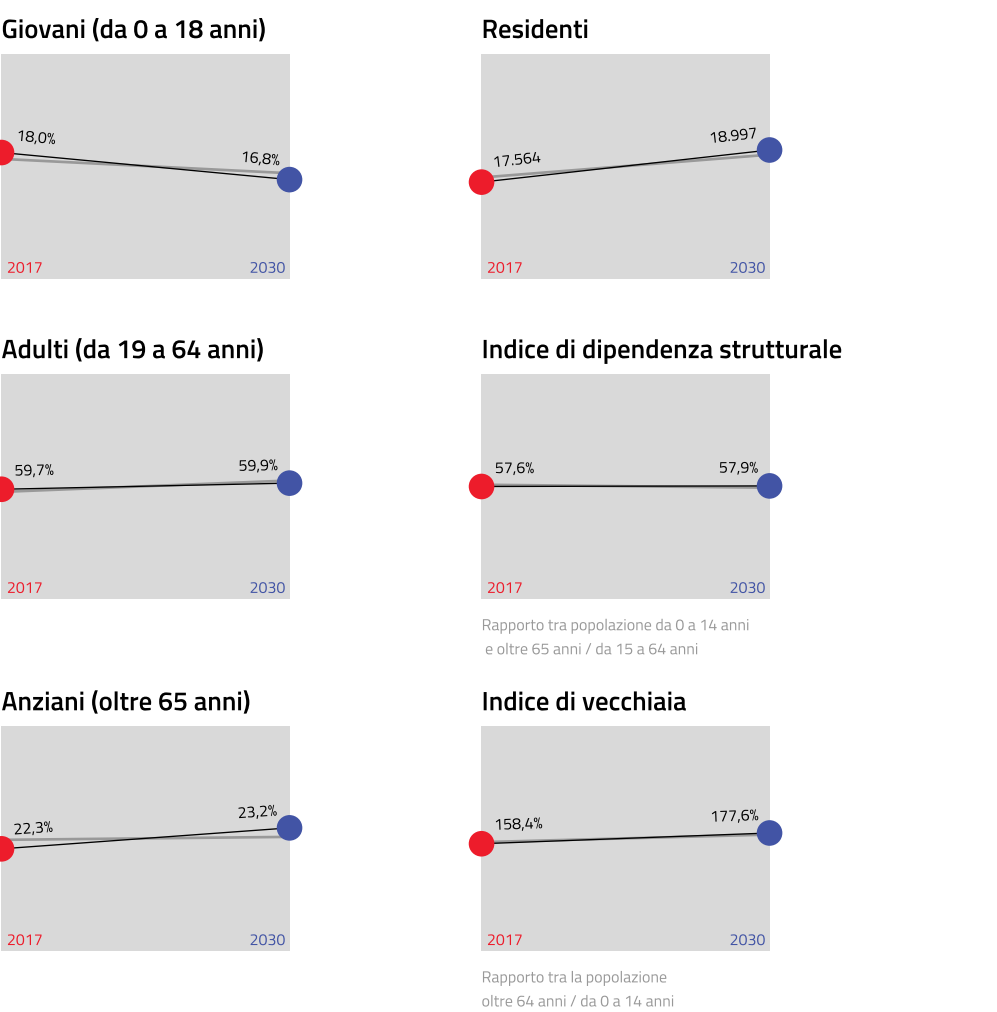 Giovani (da 0 a 18 anni)
18,0%
16,8%
2017
2030
Residenti
17.564
18.997
2017
2030
Adulti (da 19 a 64 anni)
59,7%
59,9%
2017
2030
Indice di dipendenza strutturale
57,6%
57,9%
2017
2030
Rapporto tra popolazione da 0 a 14 anni
e oltre 65 anni / da 15 a 64 anni
Anziani (oltre 65 anni)
22,3%
23,2%
2017
2030
Indice di vecchiaia
158,4%
177,6%
2017
2030
Rapporto tra la popolazione
oltre 64 anni / da 0 a 14 anni